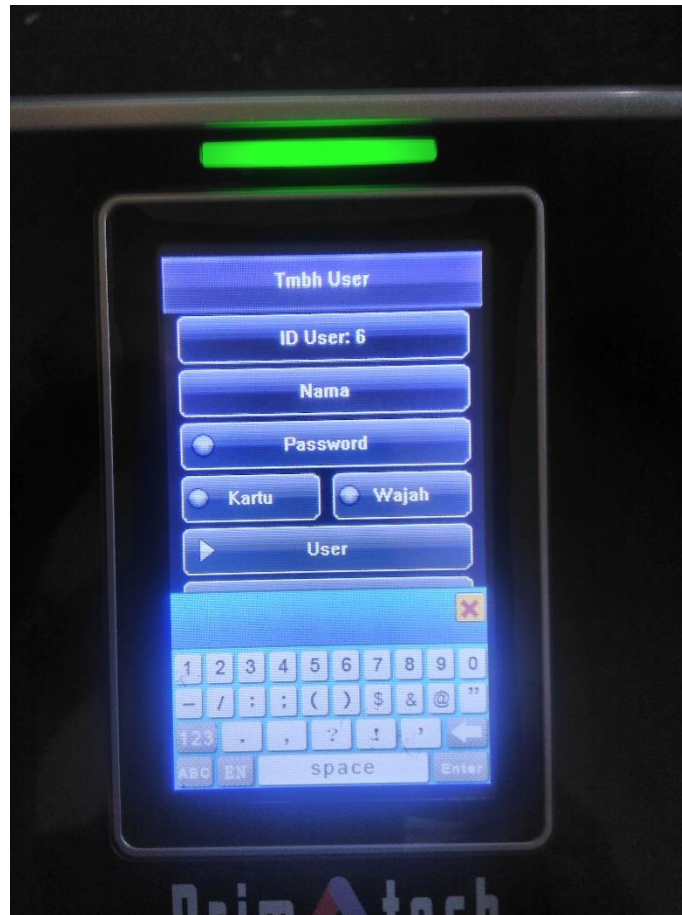 Tmbh User
ID User: 6
Nama
Password
Kartu Wajah
User
1 2 3 4 5 6 7 8 9 0
- / : ; ( ) $ & @ "
123 . , ? ! '
ABC EN space Enter